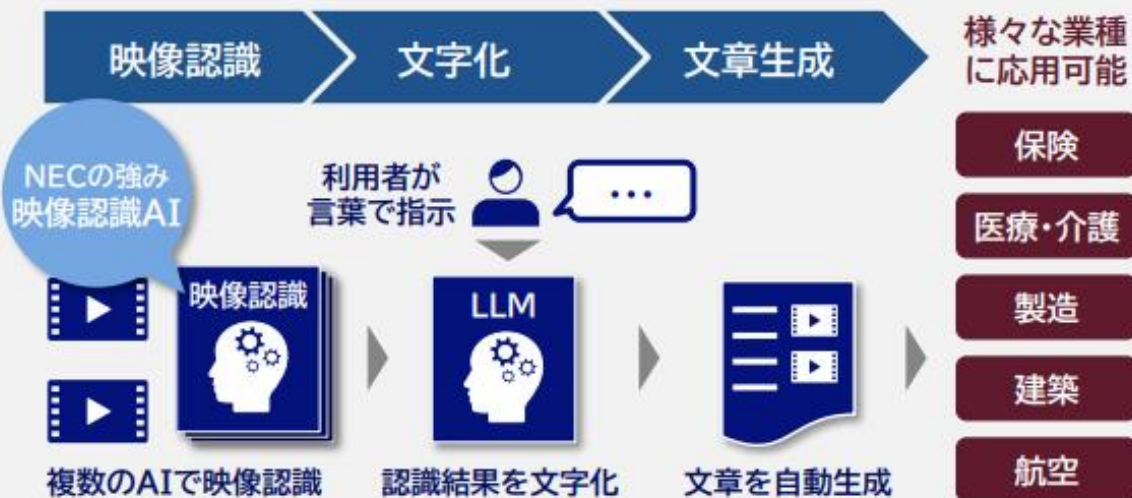 映像認識
文字化
文章生成
様々な業種
に応用可能
NECの強み
映像認識AI
利用者が
言葉で指示
...
映像認識
LLM
複数のAIで映像認識
認識結果を文字化
文章を自動生成
保険
医療・介護
製造
建築
航空